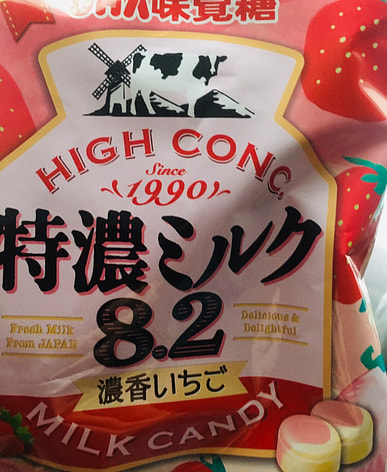 味覚糖
HIGH CONC.
Since
1990
特濃ミルク
8.2
Fresh Milk
From JAPAN
Delicious &
Delightful
濃香いちご
MILK CANDY